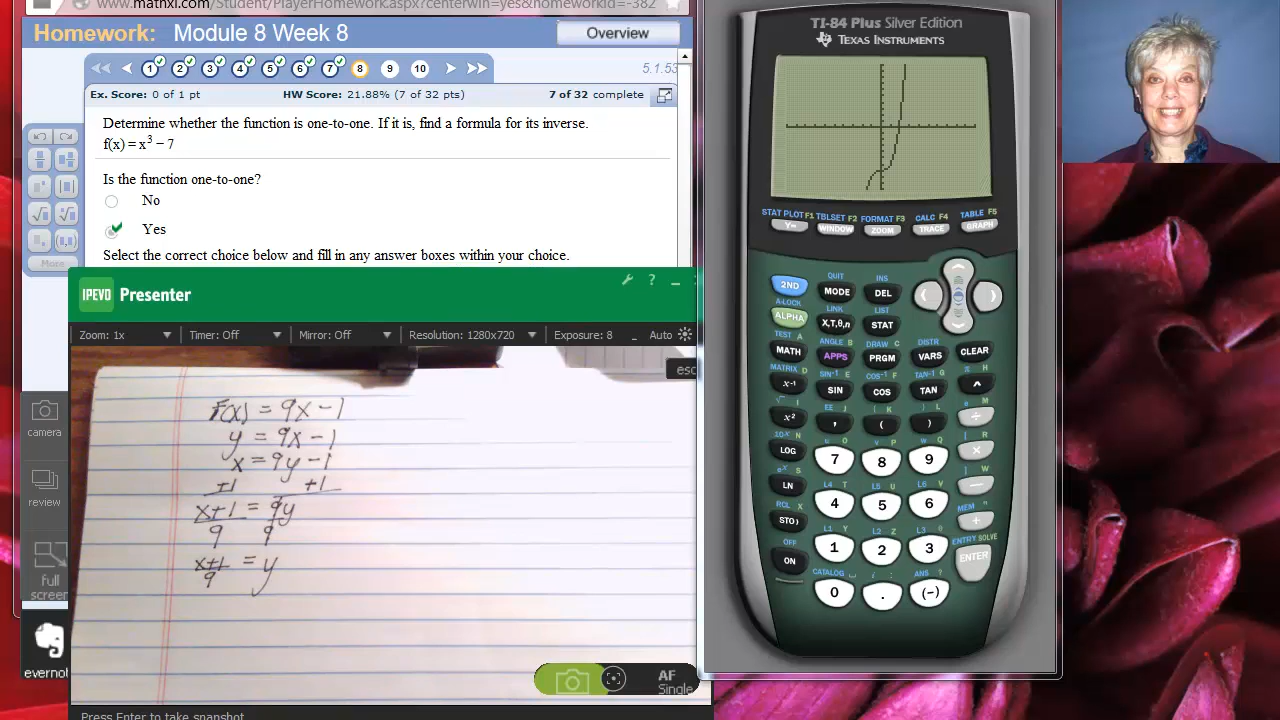 www.mathxl.com/Student/PlayerHomework.aspx?centerwin=yes&homeworkId=-382
Homework: Module 8 Week 8
Overview
1 2 3 4 5 6 7 8 9 10
5.1.53
Ex. Score: 0 of 1 pt
HW Score: 21.88% (7 of 32 pts)
7 of 32 complete
Determine whether the function is one-to-one. If it is, find a formula for its inverse.
f(x) = x³ − 7
Is the function one-to-one?
No
Yes
Select the correct choice below and fill in any answer boxes within your choice.
More
IPEVO Presenter
?
Zoom: 1x
Timer: Off
Mirror: Off
Resolution: 1280x720
Exposure: 8
Auto
esc
camera
review
full
screen
evernot
f(x) = 9x − 1
y = 9x − 1
x = 9y − 1
+1 +1
x+1 = 9y
9 9
x+1 = y
9
AF
Single
Press Enter to take snapshot
TI-84 Plus Silver Edition
TEXAS INSTRUMENTS
STAT PLOT F1 TBLSET F2 FORMAT F3 CALC F4 TABLE F5
Y= WINDOW ZOOM TRACE GRAPH
QUIT INS
2ND MODE DEL
A-LOCK LINK LIST
ALPHA X,T,θ,n STAT
TEST A ANGLE B DRAW C DISTR
MATH APPS PRGM VARS CLEAR
MATRIX D SIN⁻¹ E COS⁻¹ F TAN⁻¹ G π H
x⁻¹ SIN COS TAN ^
√ I EE J { K } L e M
x² , ( ) ÷
10ˣ N u O v P w Q [ R
LOG 7 8 9 ×
eˣ S L4 T L5 U L6 V ] W
LN 4 5 6 −
RCL X L1 Y L2 Z L3 θ MEM "
STO⟩ 1 2 3 +
OFF CATALOG ␣ i : ANS ? ENTRY SOLVE
ON 0 . (−) ENTER